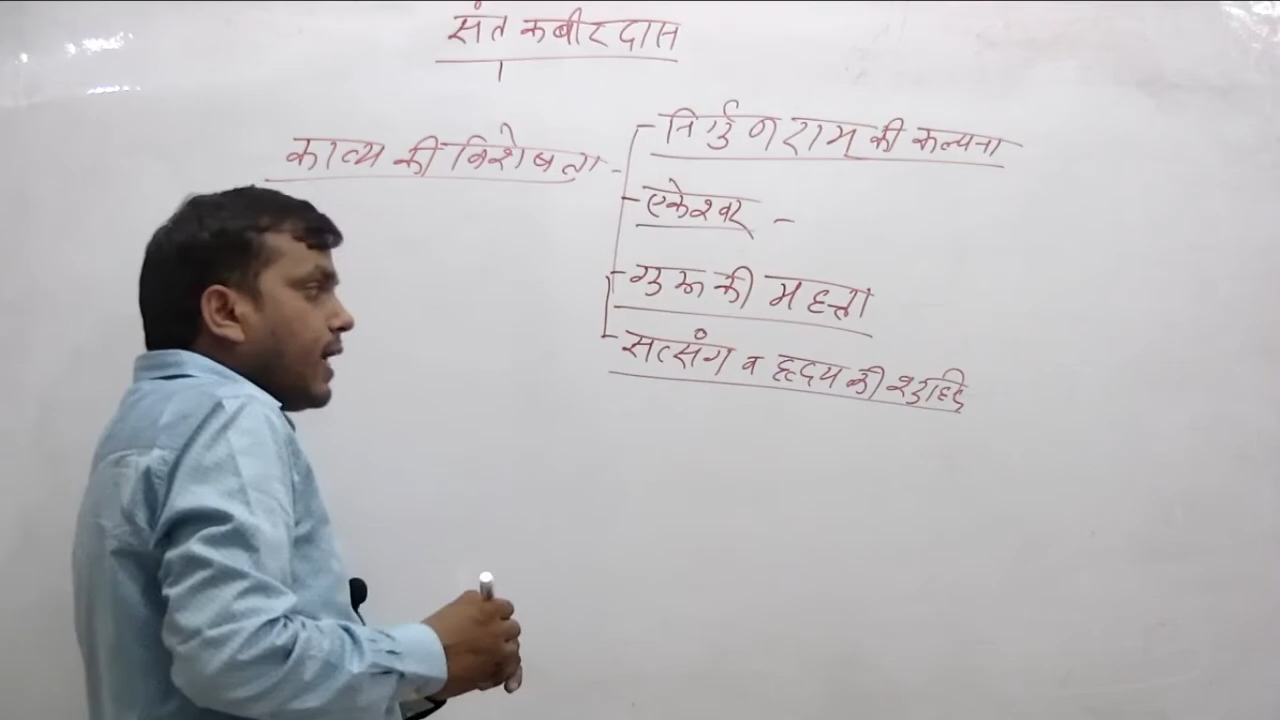 संत कबीरदास
काव्य की विशेषता
निर्गुन राम की कल्पना
एकेश्वर -
गुरू की महत्ता
सत्संग व हृदय की शुद्धि